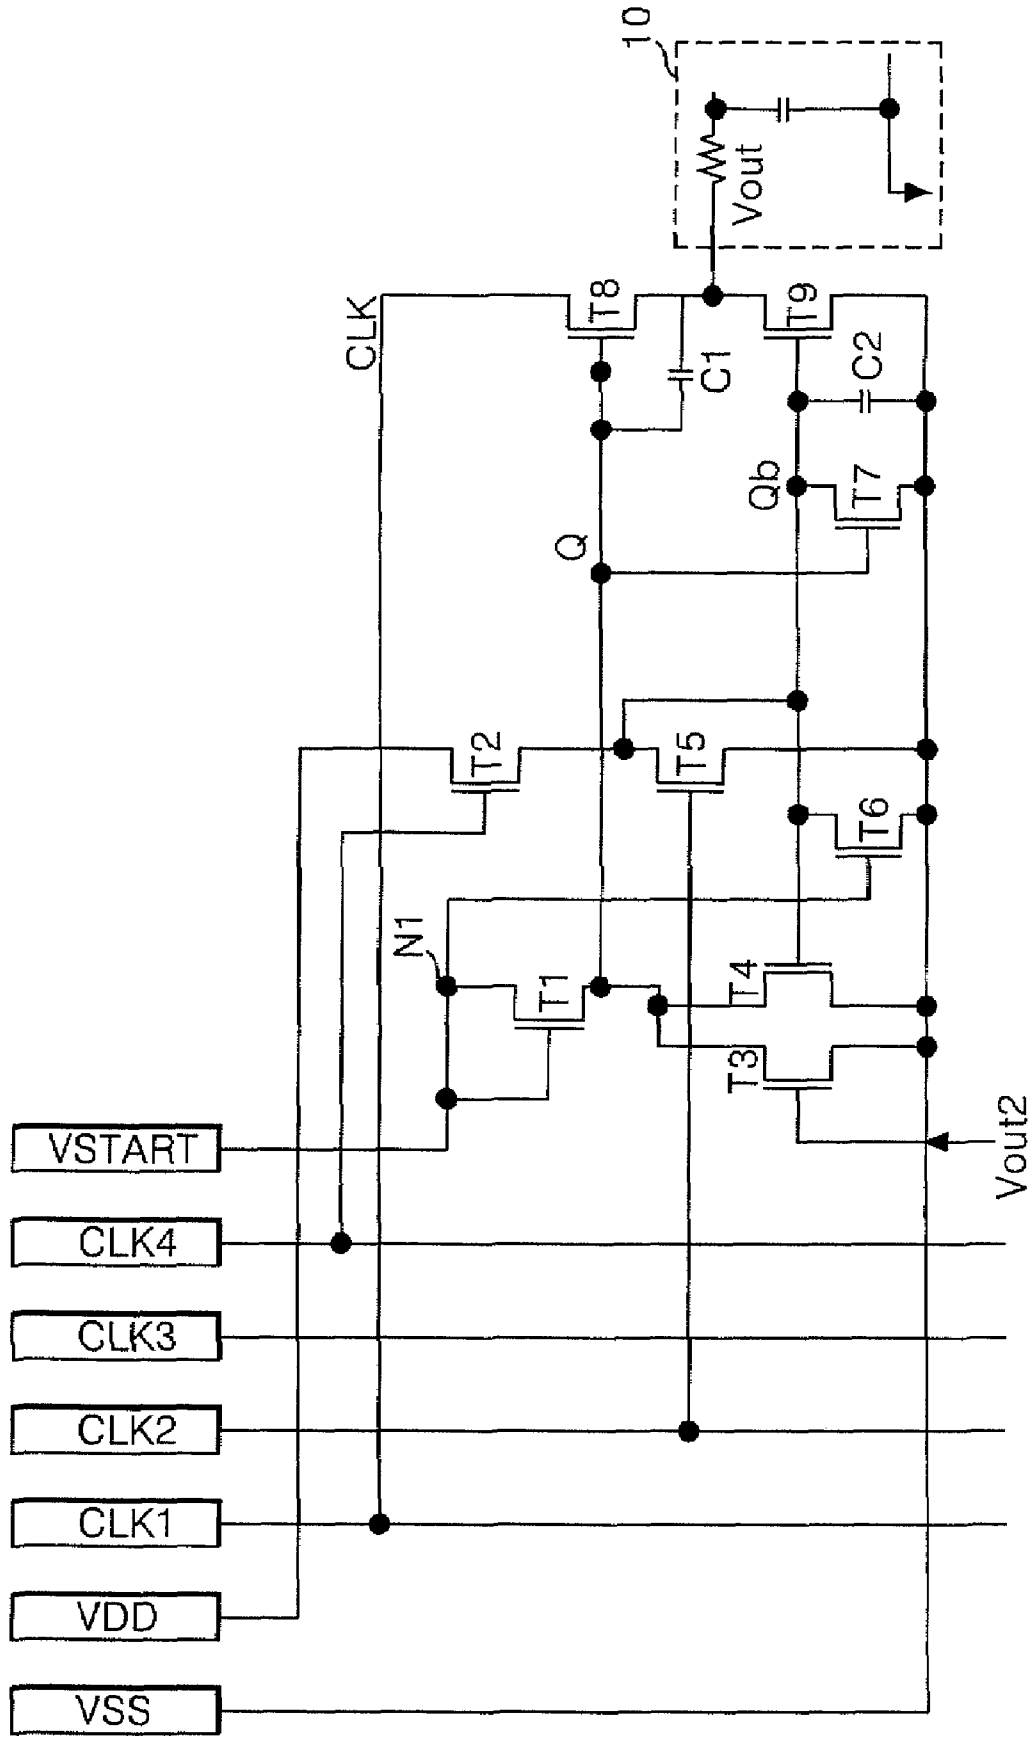 VSTART
CLK4
CLK3
CLK2
CLK1
VDD
VSS
CLK
N1
Q
Qb
T1
T2
T3
T4
T5
T6
T7
T8
T9
C1
C2
Vout
10
Vout2